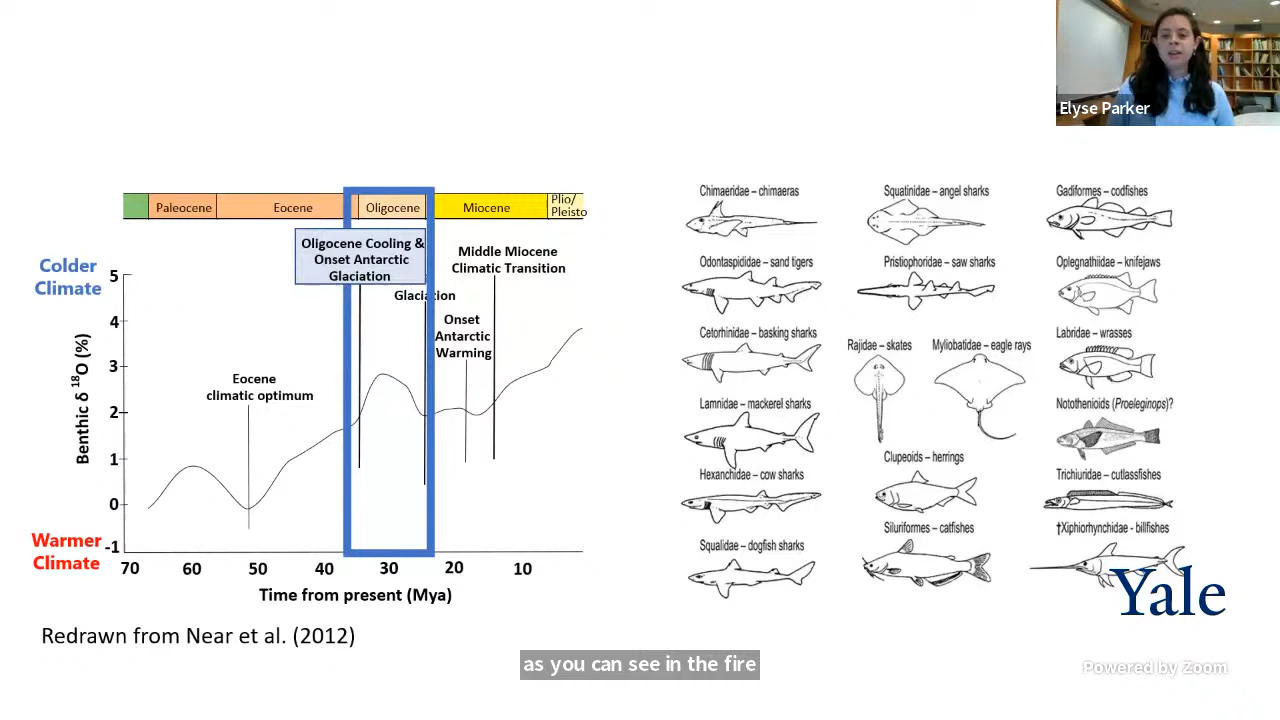 Elyse Parker
Paleocene
Eocene
Oligocene
Miocene
Plio/
Pleisto
Oligocene Cooling &
Onset Antarctic
Glaciation
Middle Miocene
Climatic Transition
Glaciation
Onset
Antarctic
Warming
Eocene
climatic optimum
Colder
Climate
Warmer
Climate
Benthic δ 18O (%)
5
4
3
2
1
0
-1
70
60
50
40
30
20
10
Time from present (Mya)
Redrawn from Near et al. (2012)
Chimaeridae – chimaeras
Odontaspididae – sand tigers
Cetorhinidae – basking sharks
Lamnidae – mackerel sharks
Hexanchidae – cow sharks
Squalidae – dogfish sharks
Squatinidae - angel sharks
Pristiophoridae – saw sharks
Rajidae – skates
Myliobatidae – eagle rays
Clupeoids – herrings
Siluriformes – catfishes
Gadiformes - codfishes
Oplegnathiidae – knifejaws
Labridae – wrasses
Notothenioids (Proeleginops)?
Trichiuridae – cutlassfishes
†Xiphiorhynchidae - billfishes
Yale
as you can see in the fire
Powered by Zoom